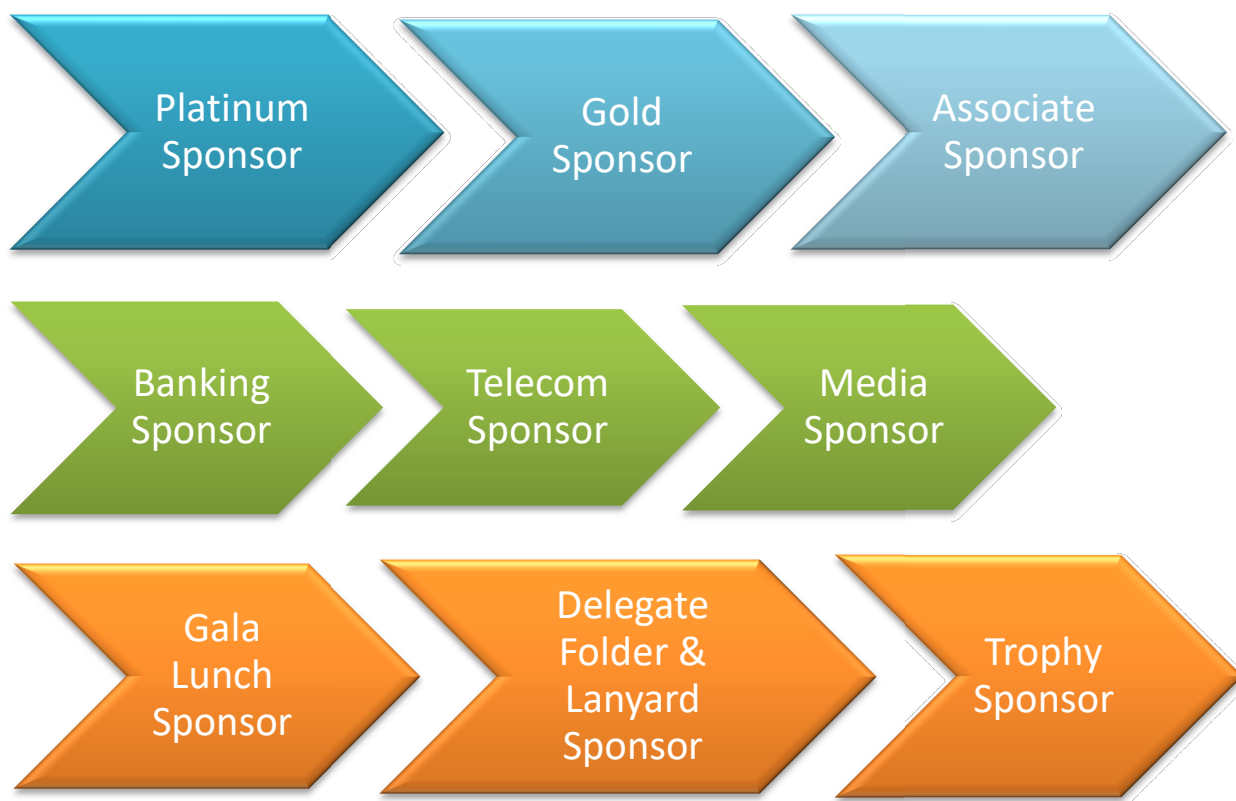 Platinum
Sponsor
Gold
Sponsor
Associate
Sponsor
Banking
Sponsor
Telecom
Sponsor
Media
Sponsor
Gala
Lunch
Sponsor
Delegate
Folder &
Lanyard
Sponsor
Trophy
Sponsor